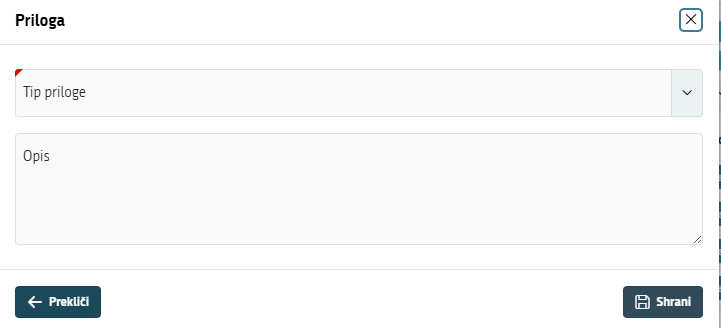 Priloga
Tip priloge
Opis
Prekliči
Shrani